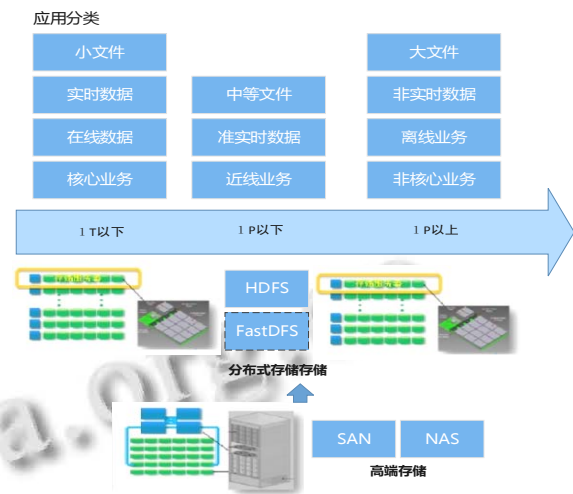 应用分类
小文件
大文件
实时数据
中等文件
非实时数据
在线数据
准实时数据
离线业务
核心业务
近线业务
非核心业务
1 T以下
1 P以下
1 P以上
HDFS
FastDFS
分布式存储存储
SAN
NAS
高端存储